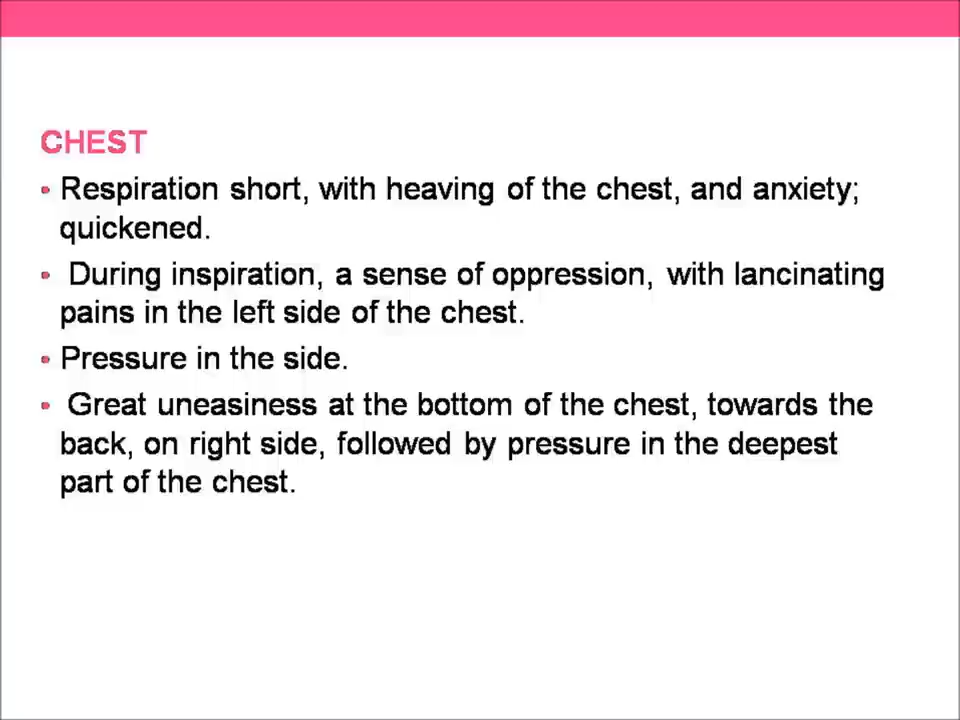 CHEST
• Respiration short, with heaving of the chest, and anxiety;
quickened.
• During inspiration, a sense of oppression, with lancinating
pains in the left side of the chest.
• Pressure in the side.
• Great uneasiness at the bottom of the chest, towards the
back, on right side, followed by pressure in the deepest
part of the chest.